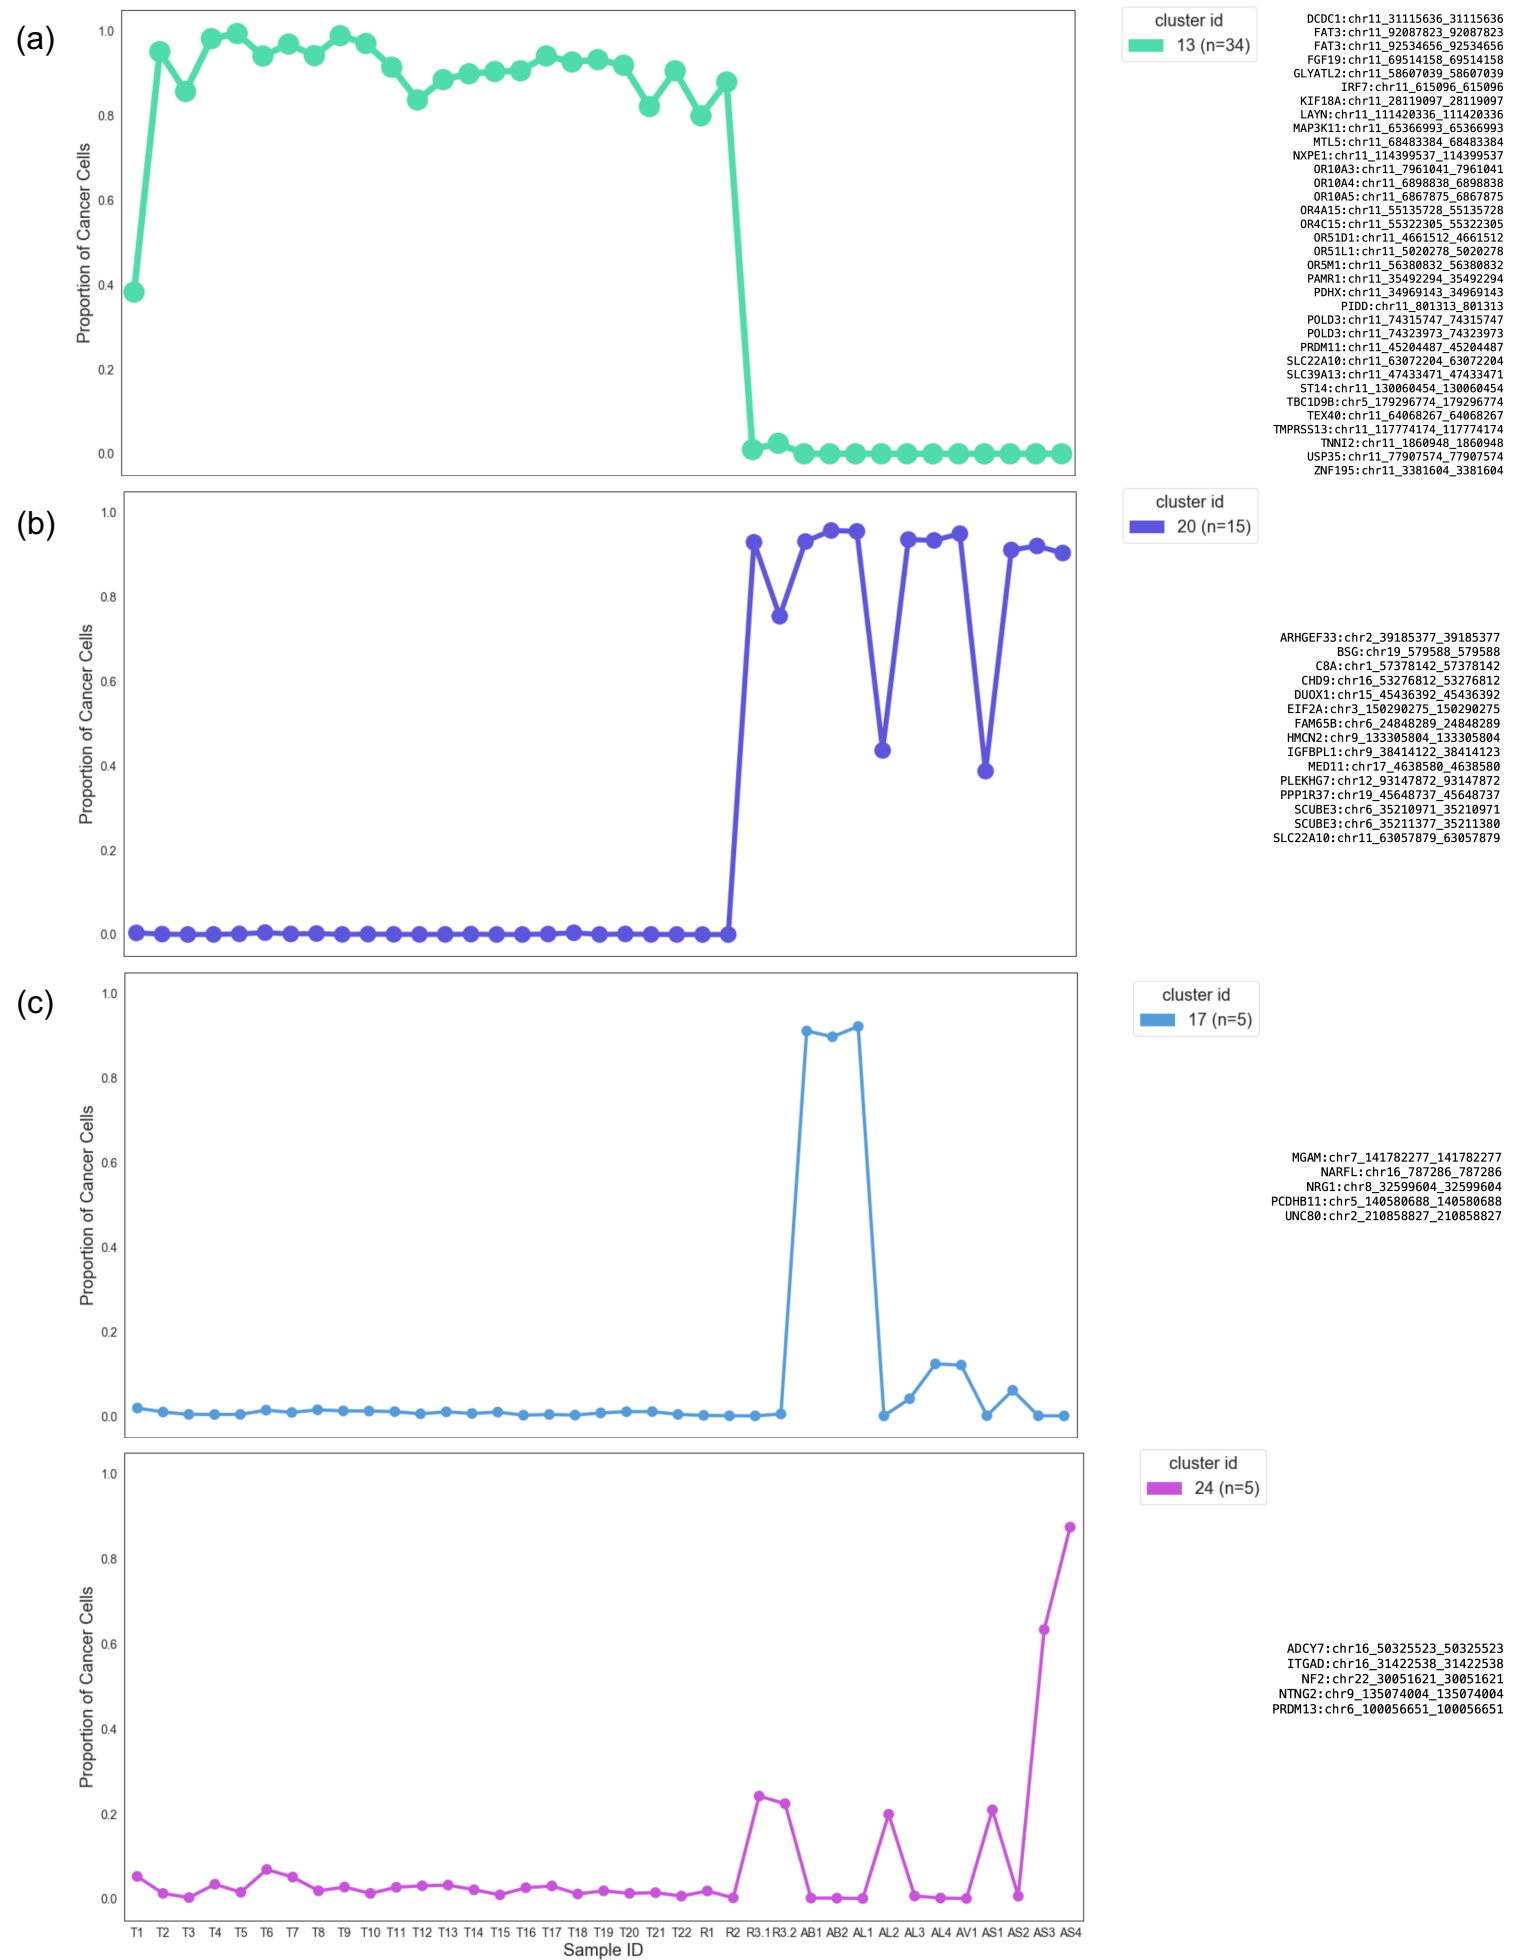 (a)
Proportion of Cancer Cells
1.0
0.8
0.6
0.4
0.2
0.0
cluster id
13 (n=34)
DCDC1:chr11_31115636_31115636
FAT3:chr11_92087823_92087823
FAT3:chr11_92534656_92534656
FGF19:chr11_69514158_69514158
GLYATL2:chr11_58607039_58607039
IRF7:chr11_615096_615096
KIF18A:chr11_28119097_28119097
LAYN:chr11_111420336_111420336
MAP3K11:chr11_65366993_65366993
MTL5:chr11_68483384_68483384
NXPE1:chr11_114399537_114399537
OR10A3:chr11_7961041_7961041
OR10A4:chr11_6898838_6898838
OR10A5:chr11_6867875_6867875
OR4A15:chr11_55135728_55135728
OR4C15:chr11_55322305_55322305
OR51D1:chr11_4661512_4661512
OR51L1:chr11_5020278_5020278
OR5M1:chr11_56380832_56380832
PAMR1:chr11_35492294_35492294
PDHX:chr11_34969143_34969143
PIDD:chr11_801313_801313
POLD3:chr11_74315747_74315747
POLD3:chr11_74323973_74323973
PRDM11:chr11_45204487_45204487
SLC22A10:chr11_63072204_63072204
SLC39A13:chr11_47433471_47433471
ST14:chr11_130060454_130060454
TBC1D9B:chr5_179296774_179296774
TEX40:chr11_64068267_64068267
TMPRSS13:chr11_117774174_117774174
TNNI2:chr11_1860948_1860948
USP35:chr11_77907574_77907574
ZNF195:chr11_3381604_3381604
(b)
Proportion of Cancer Cells
1.0
0.8
0.6
0.4
0.2
0.0
cluster id
20 (n=15)
ARHGEF33:chr2_39185377_39185377
BSG:chr19_579588_579588
C8A:chr1_57378142_57378142
CHD9:chr16_53276812_53276812
DUOX1:chr15_45436392_45436392
EIF2A:chr3_150290275_150290275
FAM65B:chr6_24848289_24848289
HMCN2:chr9_133305804_133305804
IGFBPL1:chr9_38414122_38414123
MED11:chr17_4638580_4638580
PLEKHG7:chr12_93147872_93147872
PPP1R37:chr19_45648737_45648737
SCUBE3:chr6_35210971_35210971
SCUBE3:chr6_35211377_35211380
SLC22A10:chr11_63057879_63057879
(c)
Proportion of Cancer Cells
1.0
0.8
0.6
0.4
0.2
0.0
cluster id
17 (n=5)
MGAM:chr7_141782277_141782277
NARFL:chr16_787286_787286
NRG1:chr8_32599604_32599604
PCDHB11:chr5_140580688_140580688
UNC80:chr2_210858827_210858827
Proportion of Cancer Cells
1.0
0.8
0.6
0.4
0.2
0.0
cluster id
24 (n=5)
ADCY7:chr16_50325523_50325523
ITGAD:chr16_31422538_31422538
NF2:chr22_30051621_30051621
NTNG2:chr9_135074004_135074004
PRDM13:chr6_100056651_100056651
T1 T2 T3 T4 T5 T6 T7 T8 T9 T10 T11 T12 T13 T14 T15 T16 T17 T18 T19 T20 T21 T22 R1 R2 R3.1 R3.2 AB1 AB2 AL1 AL2 AL3 AL4 AV1 AS1 AS2 AS3 AS4
Sample ID